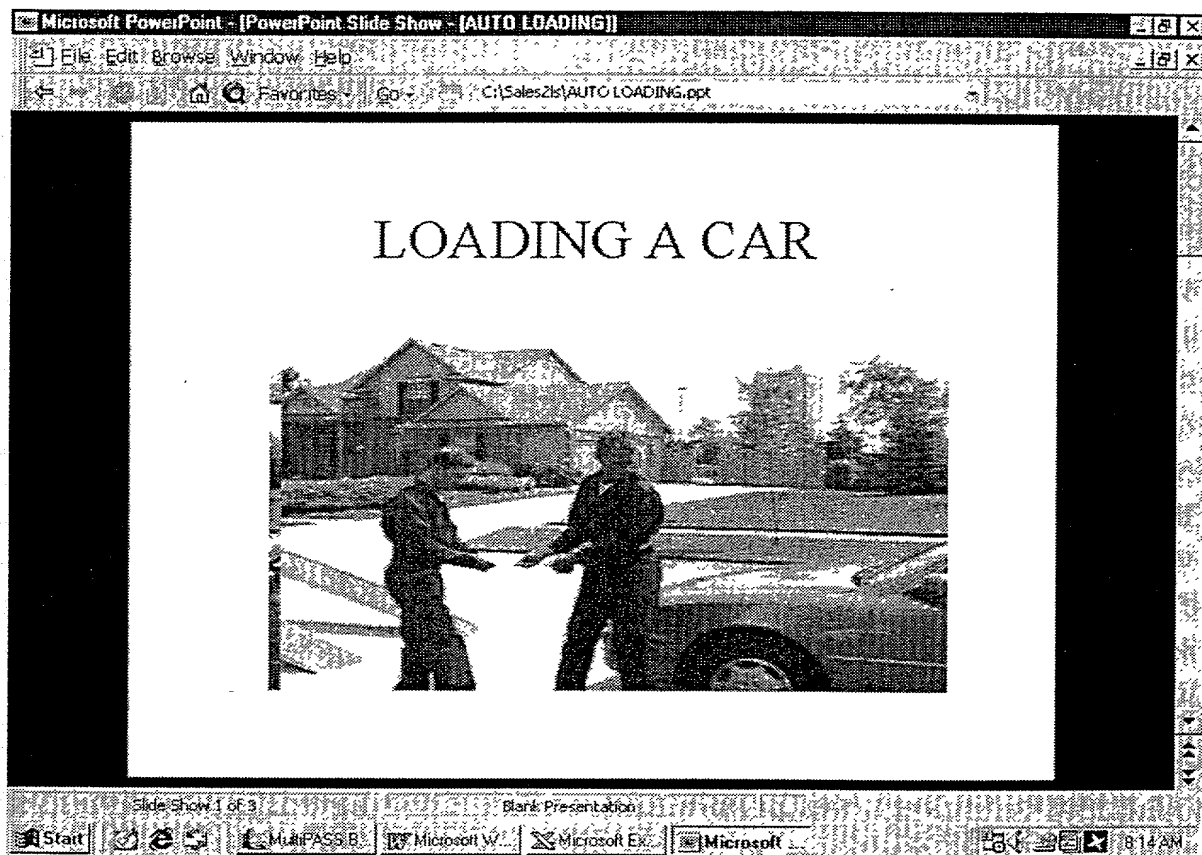 Microsoft PowerPoint - [PowerPoint Slide Show - [AUTO LOADING]]
File Edit Browse Window Help
Favorites Go C:\Sales2ls\AUTO LOADING.ppt
LOADING A CAR
Slide Show 1 of 3 Blank Presentation
Start MultiPASS B... Microsoft W... Microsoft Ex... Microsoft ... 8:14 AM